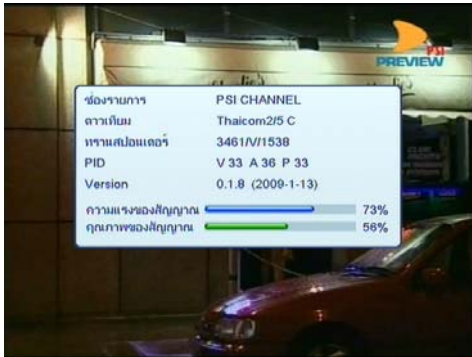 PSI
PREVIEW
ช่องรายการ PSI CHANNEL
ดาวเทียม Thaicom2/5 C
ทรานสปอนเดอร์ 3461/V/1538
PID V 33 A 36 P 33
Version 0.1.8 (2009-1-13)
ความแรงของสัญญาณ 73%
คุณภาพของสัญญาณ 56%